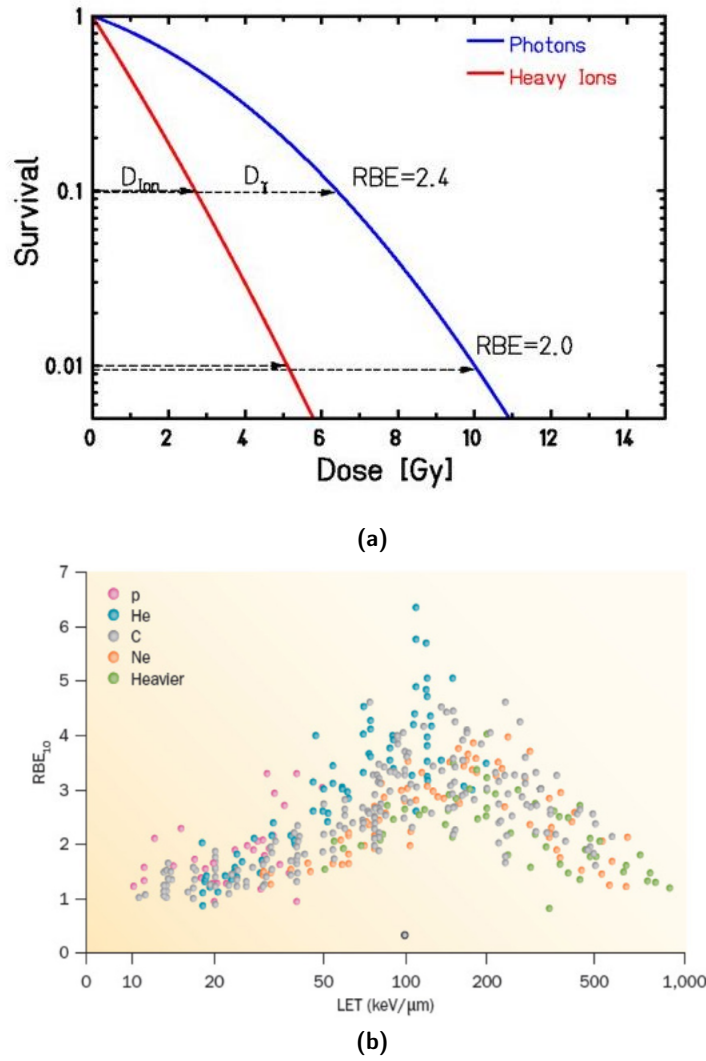 1
Photons
Heavy Ions
D_Ion D_γ RBE=2.4
0.1
Survival
RBE=2.0
0.01
0 2 4 6 8 10 12 14
Dose [Gy]
(a)
7
p
6
He
C
5
Ne
Heavier
4
RBE₁₀
3
2
1
0
0 10 20 50 100 200 500 1,000
LET (keV/μm)
(b)